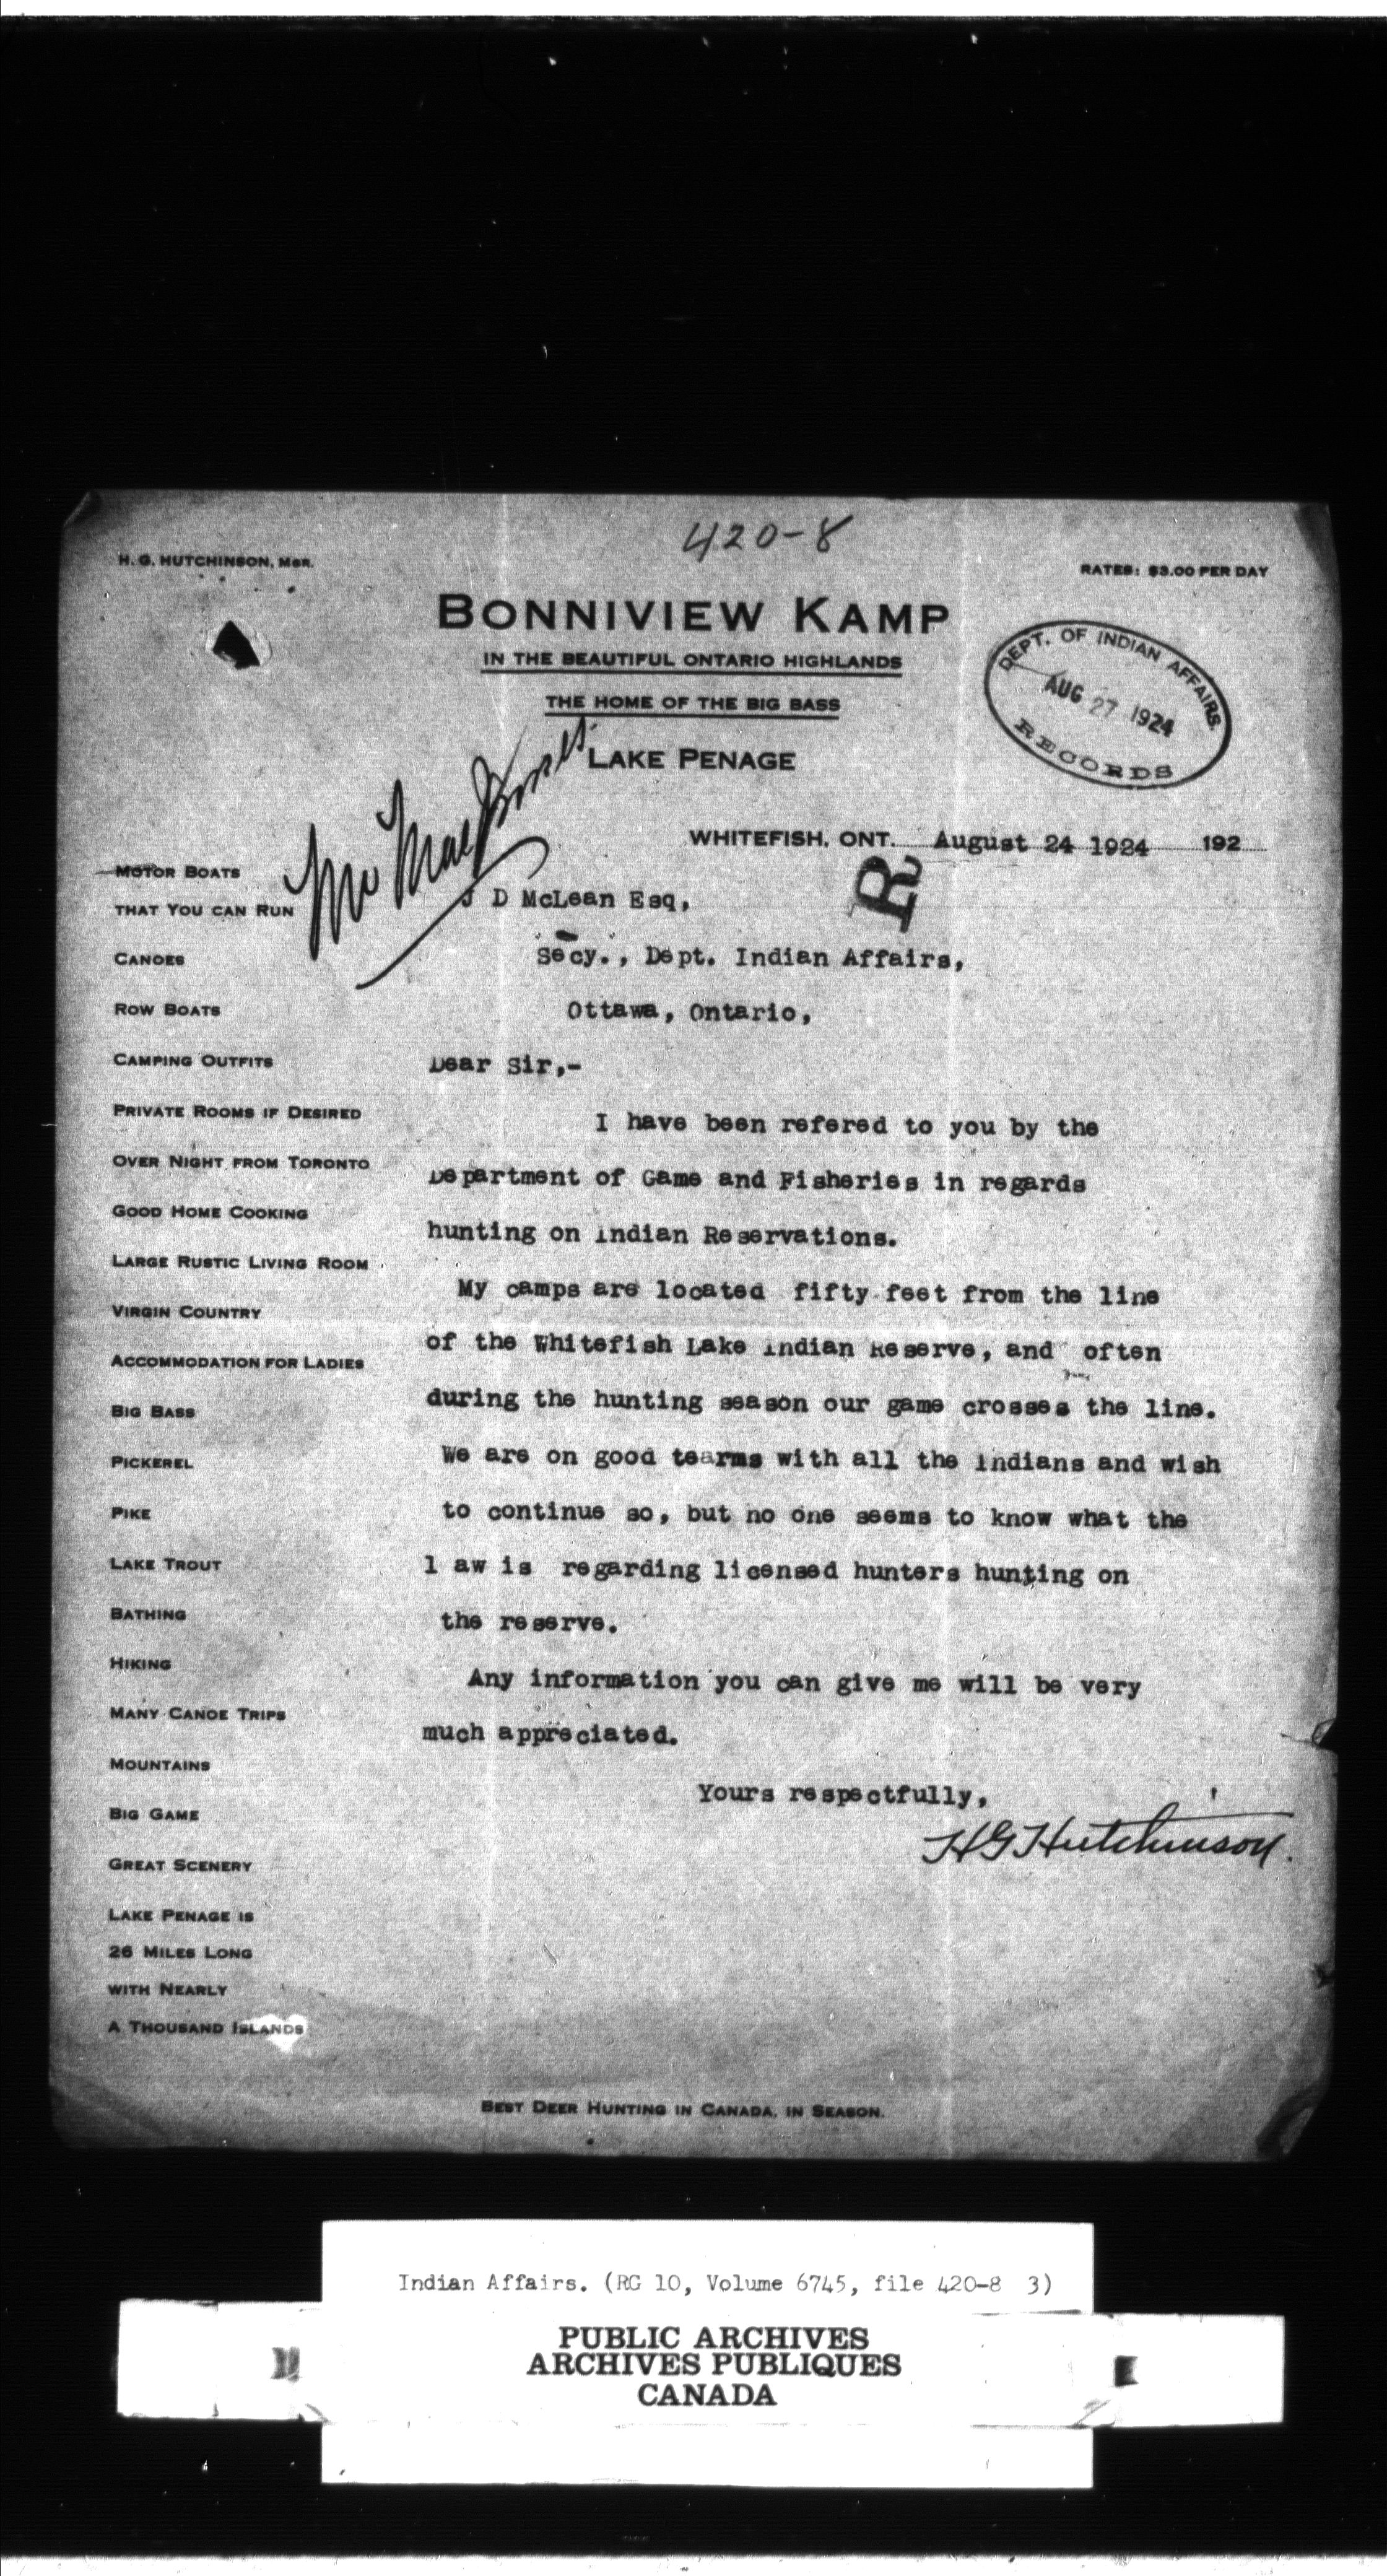 420-8
H. G. HUTCHINSON, MGR.
RATES: $3.00 PER DAY
BONNIVIEW KAMP
IN THE BEAUTIFUL ONTARIO HIGHLANDS
THE HOME OF THE BIG BASS
LAKE PENAGE
DEPT. OF INDIAN AFFAIRS.
AUG 27 1924
RECORDS
WHITEFISH, ONT. August 24 1924 192
R
J D McLean Esq,
Secy., Dept. Indian Affairs,
Ottawa, Ontario,
Dear Sir,-
I have been refered to you by the
Department of Game and Fisheries in regards
hunting on Indian Reservations.
My camps are located fifty feet from the line
of the Whitefish Lake Indian Reserve, and often
during the hunting season our game crosses the line.
We are on good tearms with all the indians and wish
to continue so, but no one seems to know what the
l aw is regarding licensed hunters hunting on
the reserve.
Any information you can give me will be very
much appreciated.
Yours respectfully,
H G Hutchinson.
MOTOR BOATS
THAT YOU CAN RUN
CANOES
ROW BOATS
CAMPING OUTFITS
PRIVATE ROOMS IF DESIRED
OVER NIGHT FROM TORONTO
GOOD HOME COOKING
LARGE RUSTIC LIVING ROOM
VIRGIN COUNTRY
ACCOMMODATION FOR LADIES
BIG BASS
PICKEREL
PIKE
LAKE TROUT
BATHING
HIKING
MANY CANOE TRIPS
MOUNTAINS
BIG GAME
GREAT SCENERY
LAKE PENAGE IS
26 MILES LONG
WITH NEARLY
A THOUSAND ISLANDS
BEST DEER HUNTING IN CANADA, IN SEASON.
Indian Affairs. (RG 10, Volume 6745, file 420-8 3)
PUBLIC ARCHIVES
ARCHIVES PUBLIQUES
CANADA